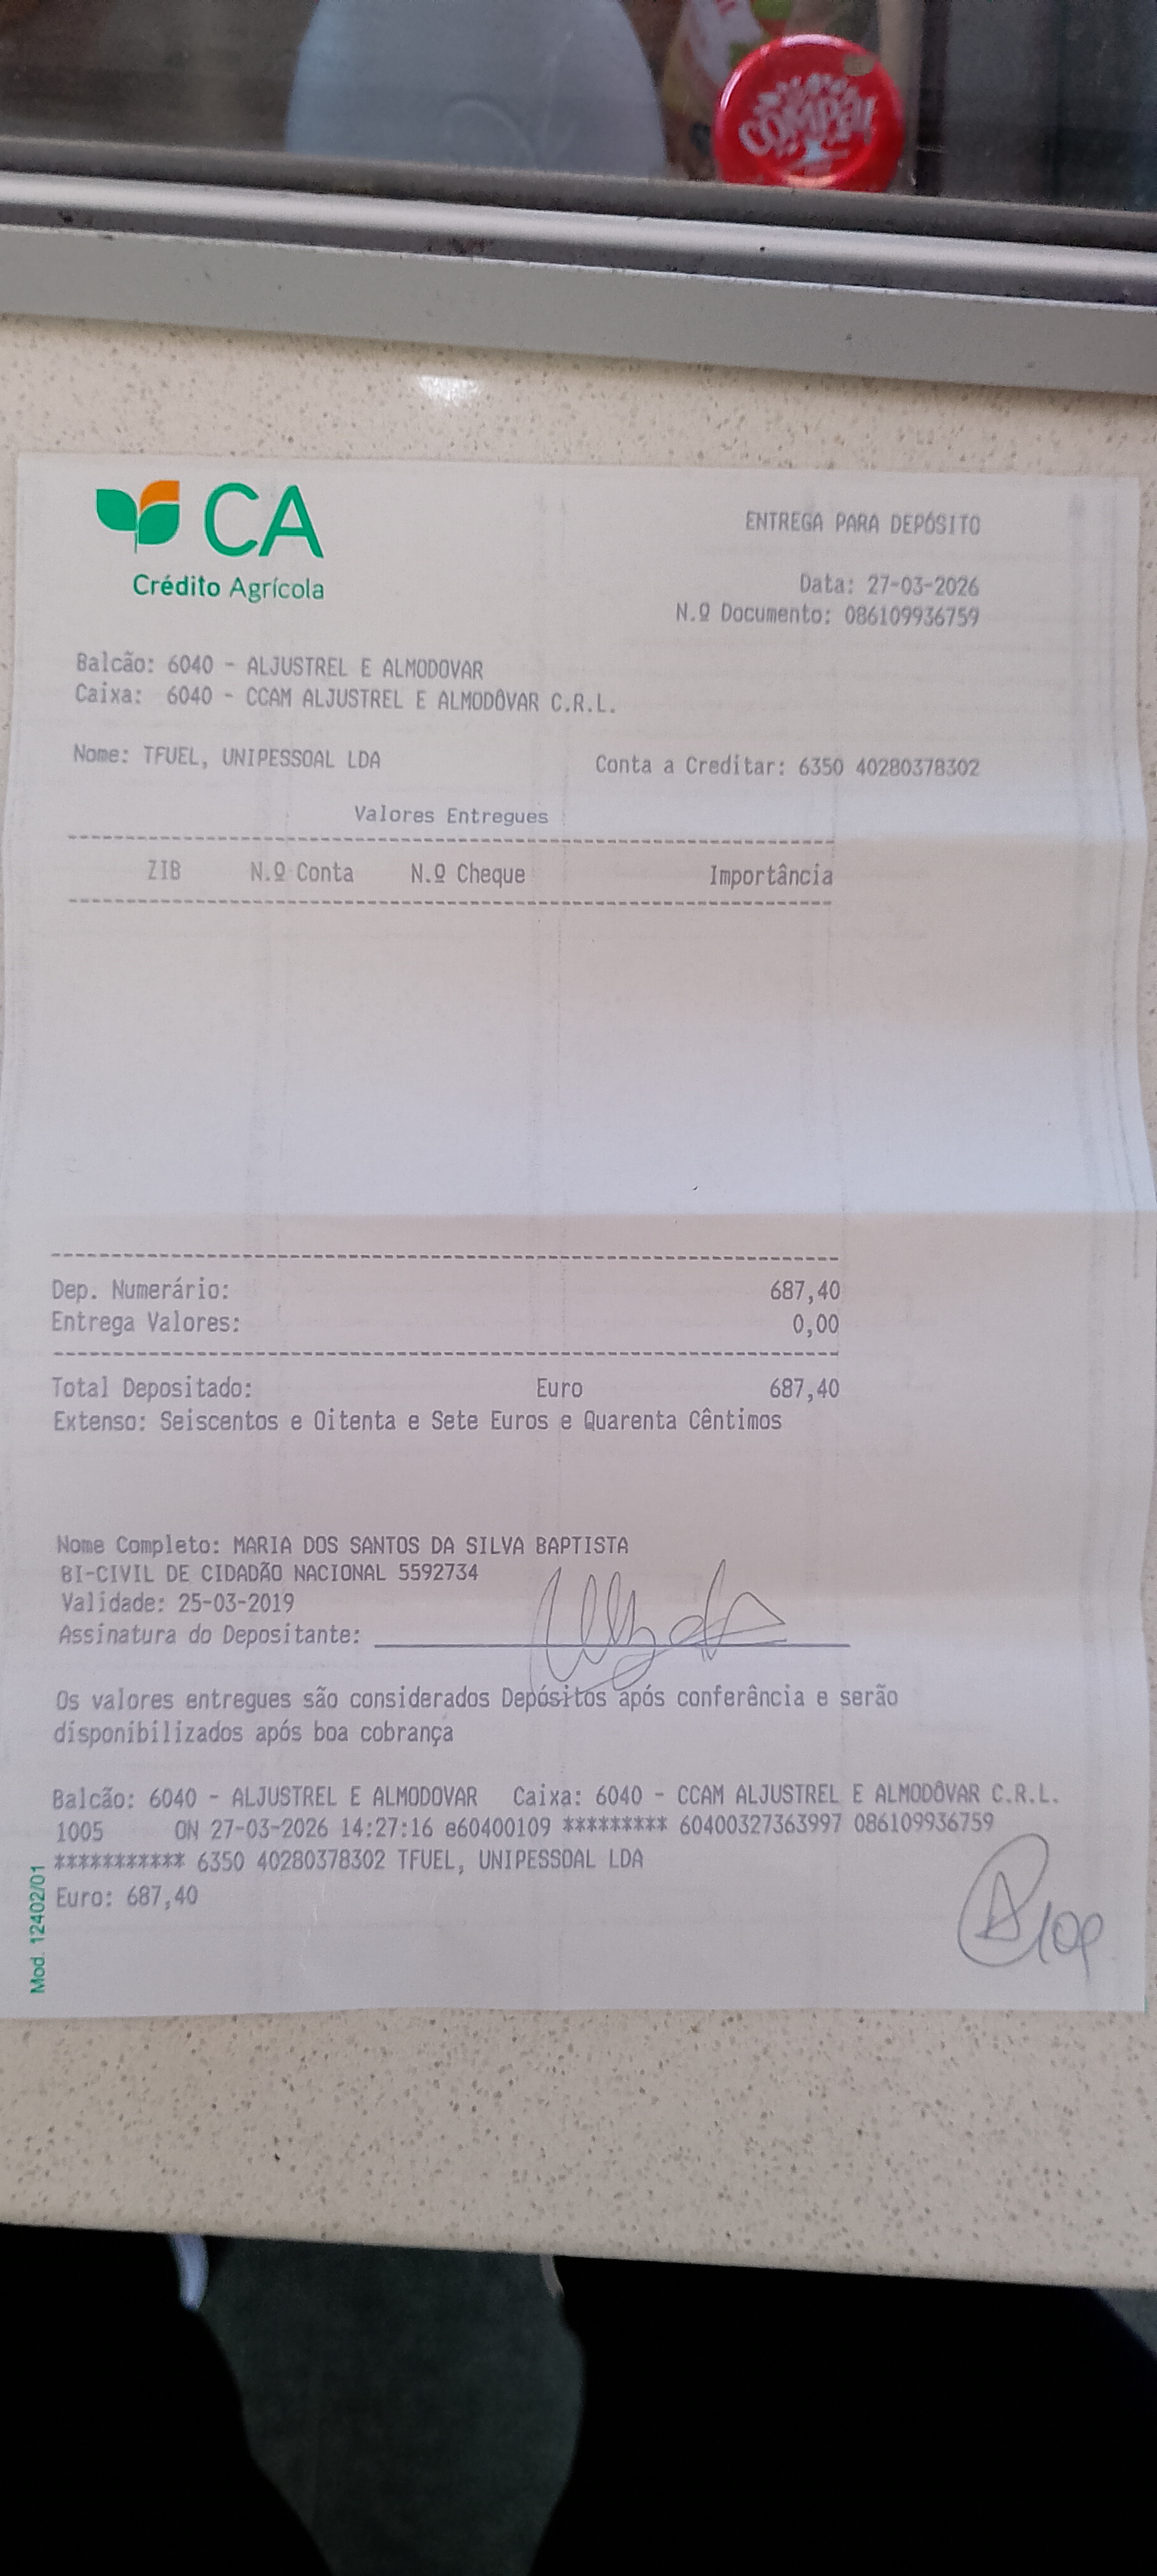 Compal
CA
Crédito Agrícola
ENTREGA PARA DEPÓSITO
Data: 27-03-2026
N.º Documento: 086109936759
Balcão: 6040 - ALJUSTREL E ALMODOVAR
Caixa: 6040 - CCAM ALJUSTREL E ALMODÔVAR C.R.L.
Nome: TFUEL, UNIPESSOAL LDA Conta a Creditar: 6350 40280378302
Valores Entregues
ZIB N.º Conta N.º Cheque Importância
Dep. Numerário: 687,40
Entrega Valores: 0,00
Total Depositado: Euro 687,40
Extenso: Seiscentos e Oitenta e Sete Euros e Quarenta Cêntimos
Nome Completo: MARIA DOS SANTOS DA SILVA BAPTISTA
BI-CIVIL DE CIDADÃO NACIONAL 5592734
Validade: 25-03-2019
Assinatura do Depositante:
Os valores entregues são considerados Depósitos após conferência e serão
disponibilizados após boa cobrança
Balcão: 6040 - ALJUSTREL E ALMODOVAR Caixa: 6040 - CCAM ALJUSTREL E ALMODÔVAR C.R.L.
1005 ON 27-03-2026 14:27:16 e60400109 ********* 60400327363997 086109936759
*********** 6350 40280378302 TFUEL, UNIPESSOAL LDA
Euro: 687,40
Mod. 12402/01